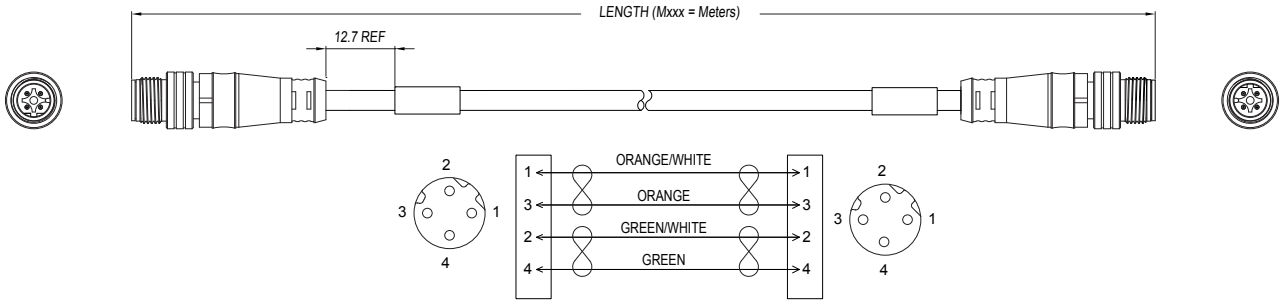 LENGTH (Mxxx = Meters)
12.7 REF
2
3 1
4
1 ORANGE/WHITE 1
3 ORANGE 3
2 GREEN/WHITE 2
4 GREEN 4
2
3 1
4